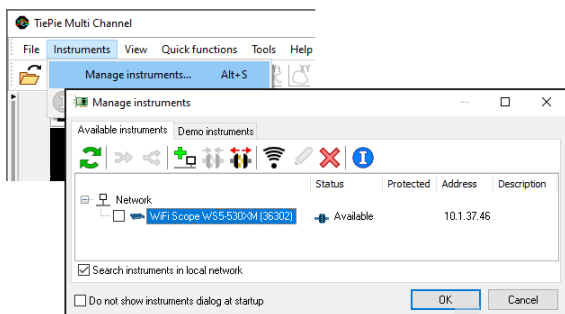 TiePie Multi Channel
File Instruments View Quick functions Tools Help
Manage instruments... Alt+S
XY
Manage instruments
Available instruments Demo instruments
Status Protected Address Description
Network
WiFi Scope WS5-530XM (36302) Available 10.1.37.46
Search instruments in local network
Do not show instruments dialog at startup OK Cancel